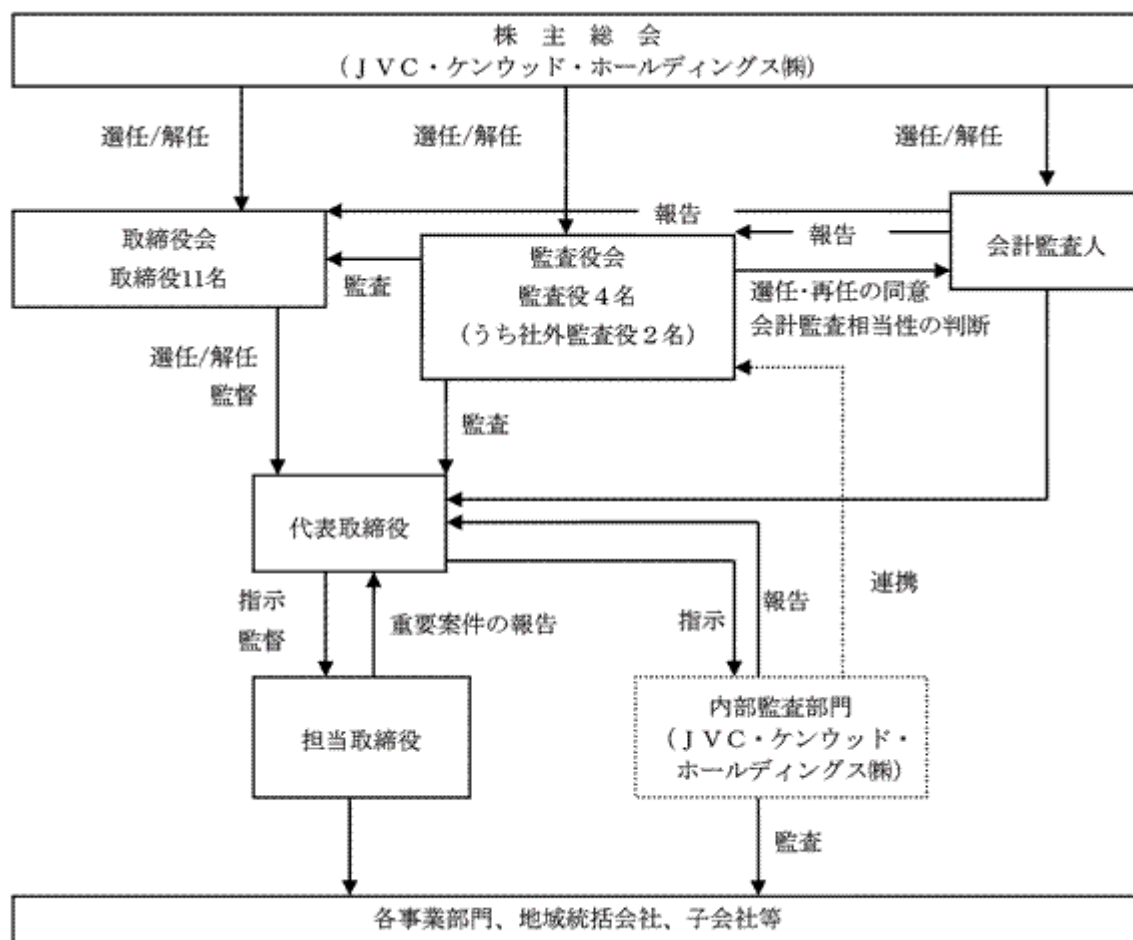 株 主 総 会
(ＪＶＣ・ケンウッド・ホールディングス㈱)
選任/解任
選任/解任
選任/解任
報告
報告
取締役会
取締役11名
監査
監査役会
監査役４名
(うち社外監査役２名)
会計監査人
選任･再任の同意
会計監査相当性の判断
選任/解任
監督
監査
代表取締役
指示
監督
重要案件の報告
指示
報告
連携
担当取締役
内部監査部門
(ＪＶＣ・ケンウッド・
ホールディングス㈱)
監査
各事業部門、地域統括会社、子会社等